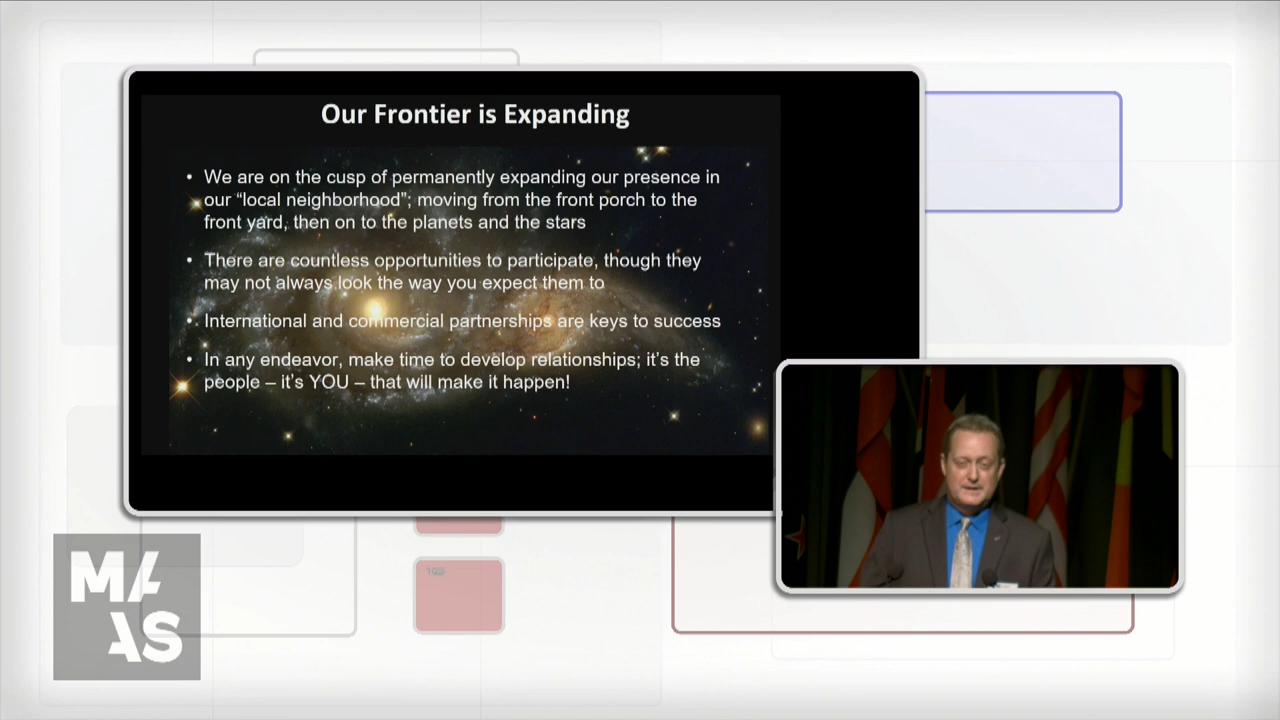 Our Frontier is Expanding
• We are on the cusp of permanently expanding our presence in
our “local neighborhood”; moving from the front porch to the
front yard, then on to the planets and the stars
• There are countless opportunities to participate, though they
may not always look the way you expect them to
• International and commercial partnerships are keys to success
• In any endeavor, make time to develop relationships; it’s the
people – it’s YOU – that will make it happen!
MA
AS